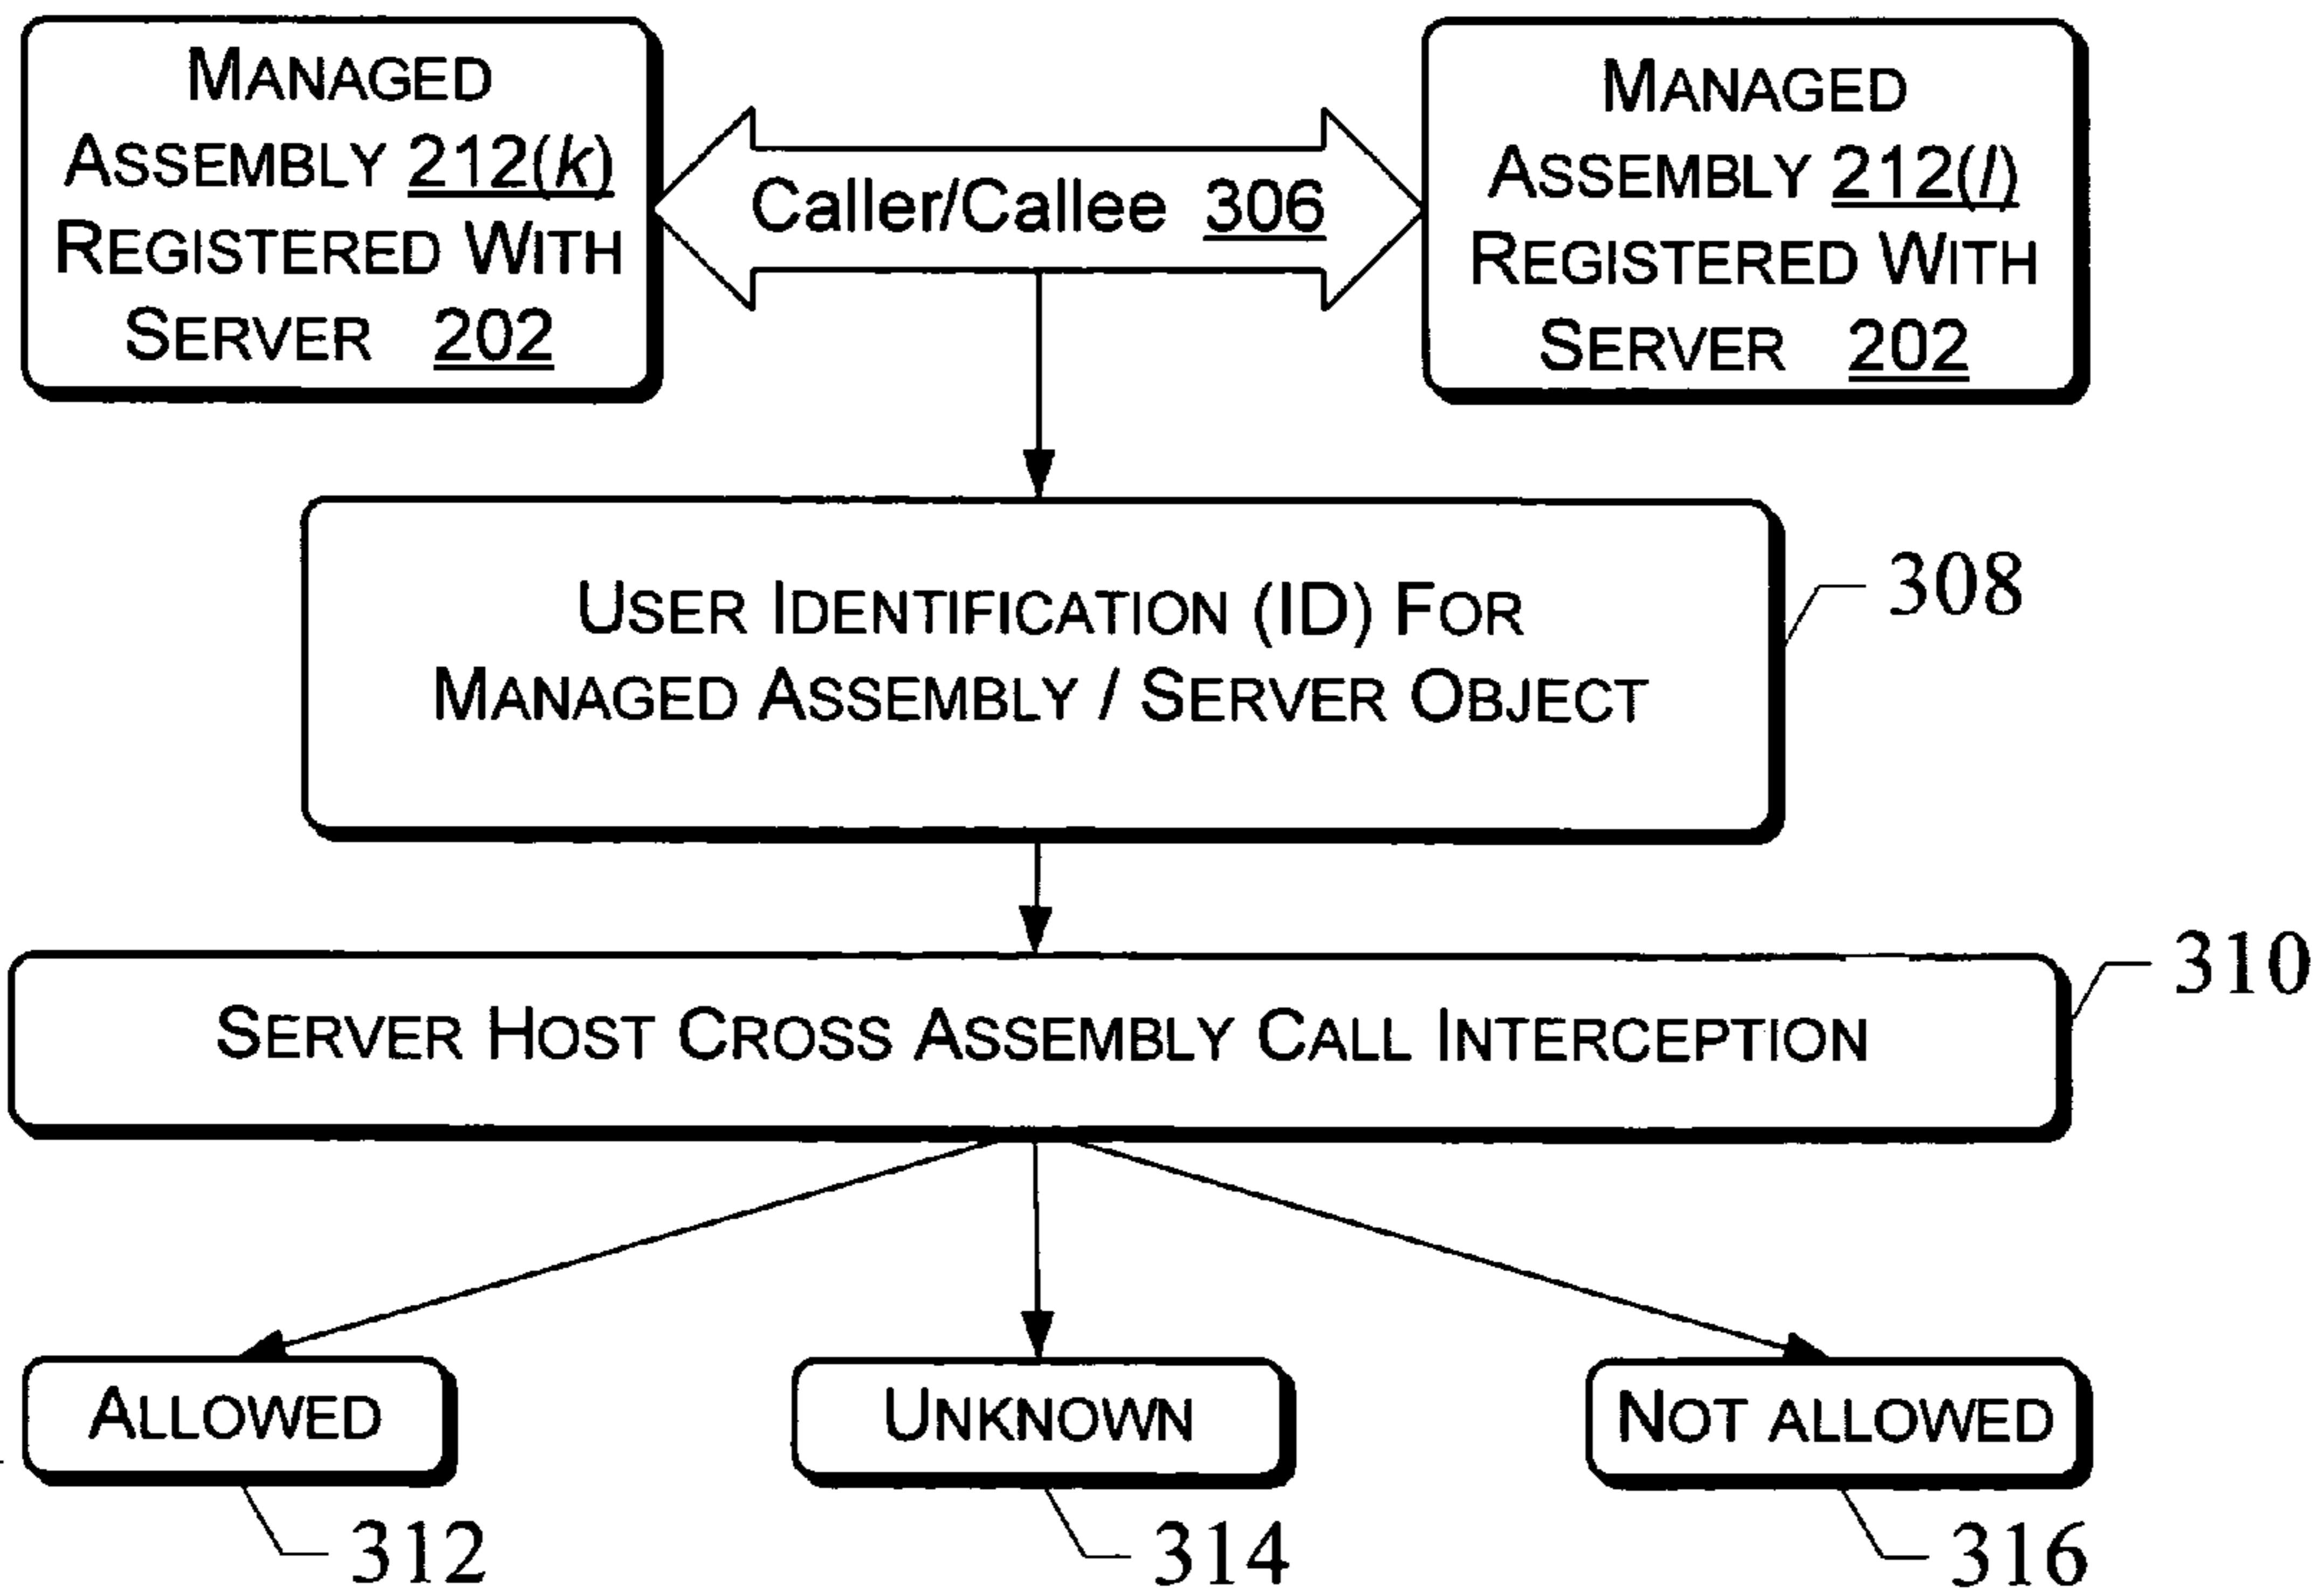 MANAGED
ASSEMBLY 212(k)
REGISTERED WITH
SERVER 202
Caller/Callee 306
MANAGED
ASSEMBLY 212(l)
REGISTERED WITH
SERVER 202
USER IDENTIFICATION (ID) FOR
MANAGED ASSEMBLY / SERVER OBJECT
308
SERVER HOST CROSS ASSEMBLY CALL INTERCEPTION
310
ALLOWED
UNKNOWN
NOT ALLOWED
312
314
316